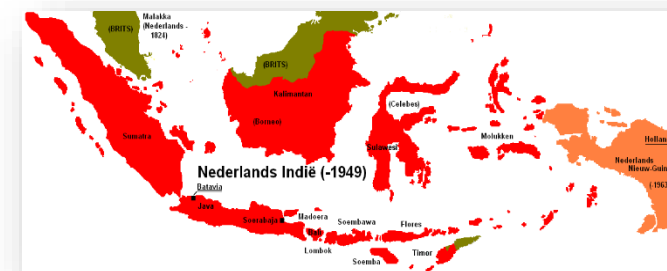 Malakka
(Nederlands -
1824)
(BRITS)
(BRITS)
Kalimantan
(Celebes)
(Borneo)
Sumatra
Sulawesi
Molukken
Hollan
Nederlands
Nieuw-Guin
(-1963
Nederlands Indië (-1949)
Batavia
Java
Soerabaja
Madoera
Bali
Soembawa
Flores
Lombok
Soemba
Timor